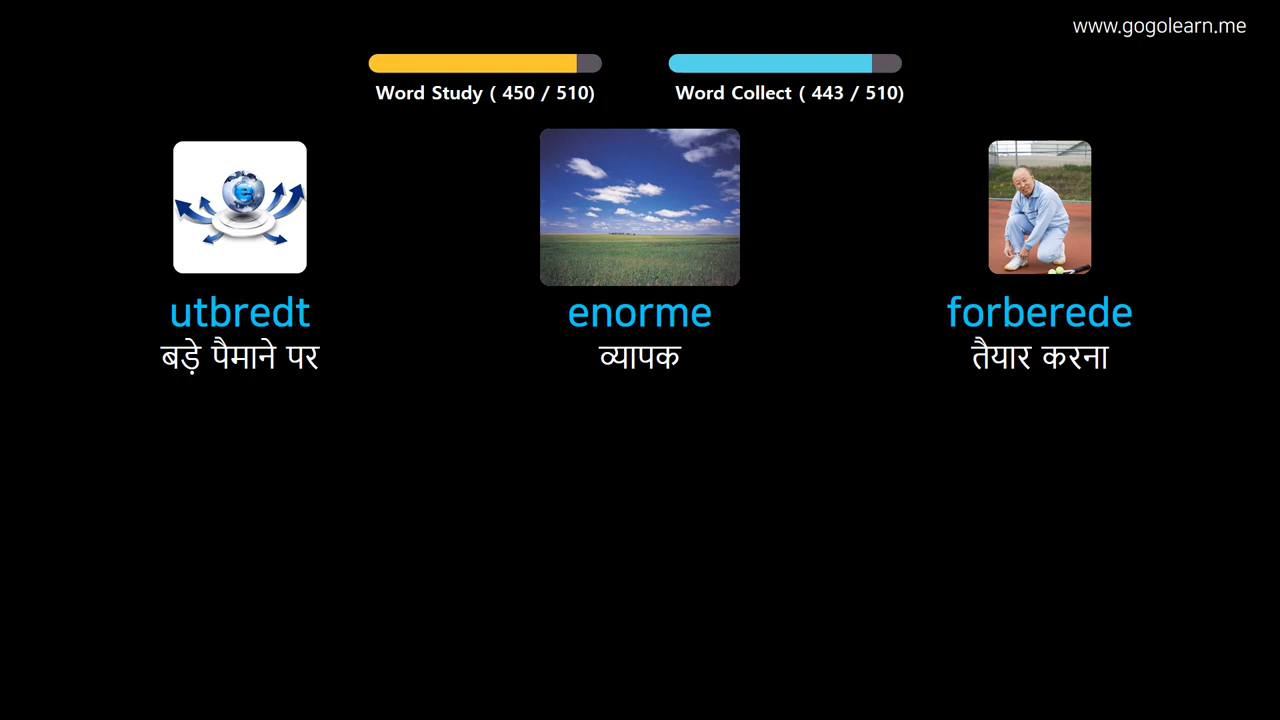 www.gogolearn.me
Word Study ( 450 / 510)
Word Collect ( 443 / 510)
utbredt
बड़े पैमाने पर
enorme
व्यापक
forberede
तैयार करना